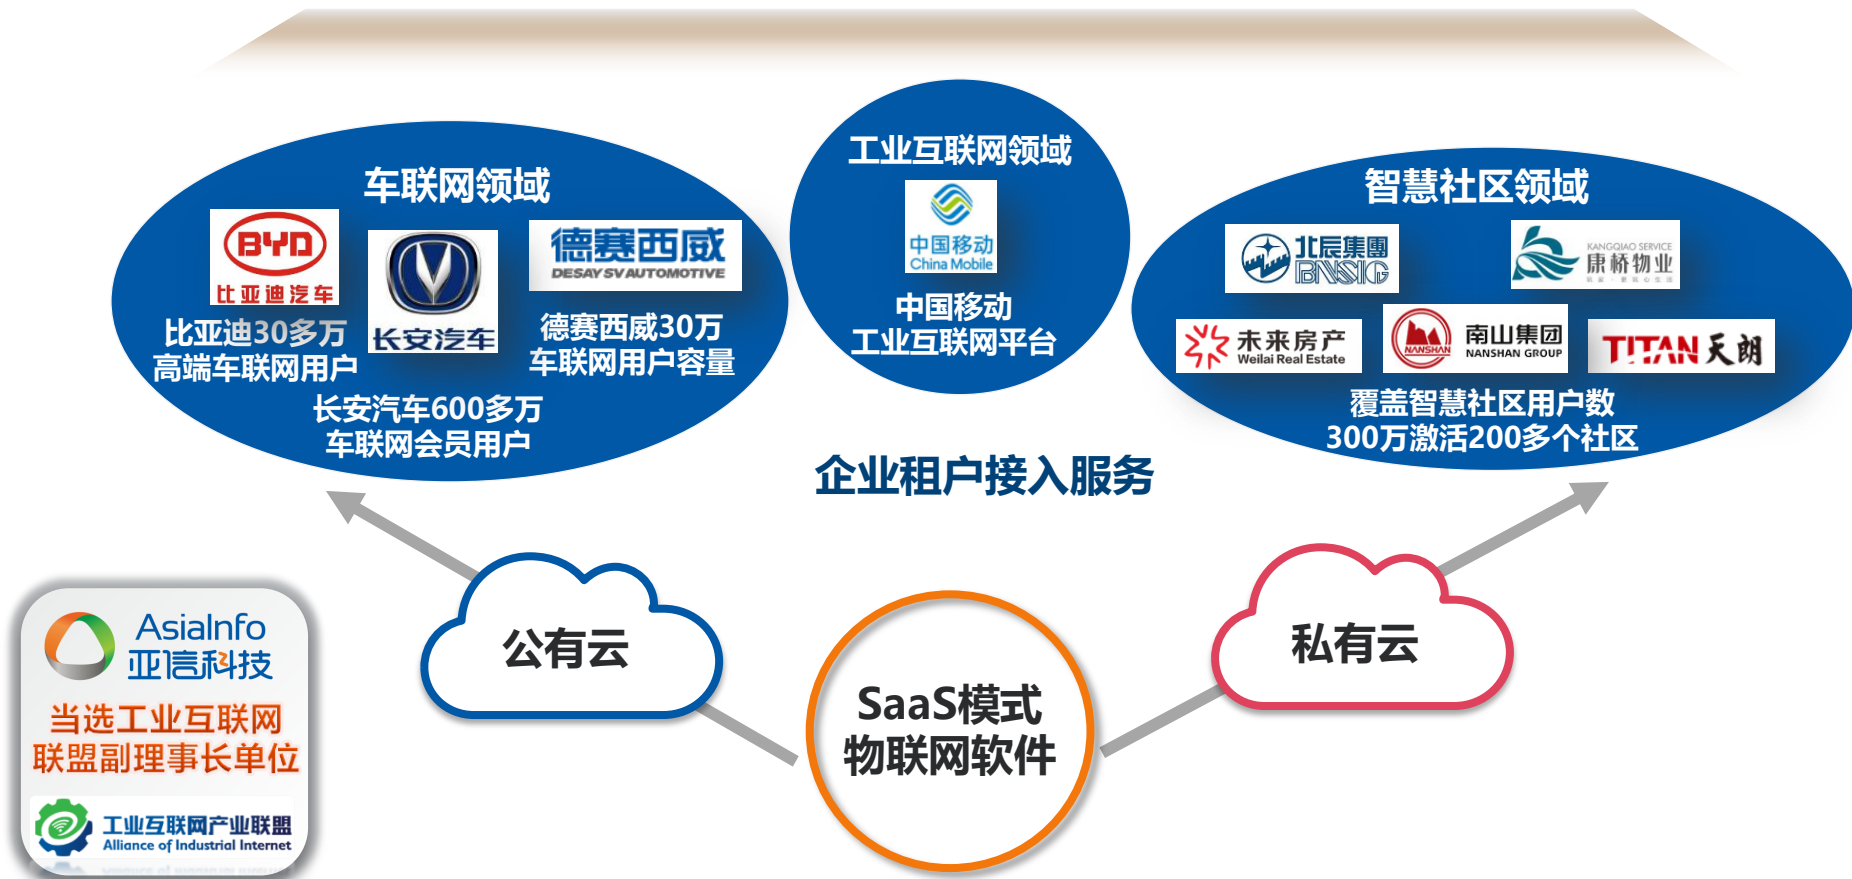 车联网领域
BYD
比亚迪汽车
比亚迪30多万
高端车联网用户
长安汽车
德赛西威
DESAY SV AUTOMOTIVE
德赛西威30万
车联网用户容量
长安汽车600多万
车联网会员用户
工业互联网领域
中国移动
China Mobile
中国移动
工业互联网平台
智慧社区领域
北辰集團
BNSIG
KANGQIAO SERVICE
康桥物业
未来房产
Weilai Real Estate
NANSHAN
南山集团
NANSHAN GROUP
TITAN天朗
覆盖智慧社区用户数
300万激活200多个社区
企业租户接入服务
公有云
SaaS模式
物联网软件
私有云
AsiaInfo
亚信科技
当选工业互联网
联盟副理事长单位
工业互联网产业联盟
Alliance of Industrial Internet